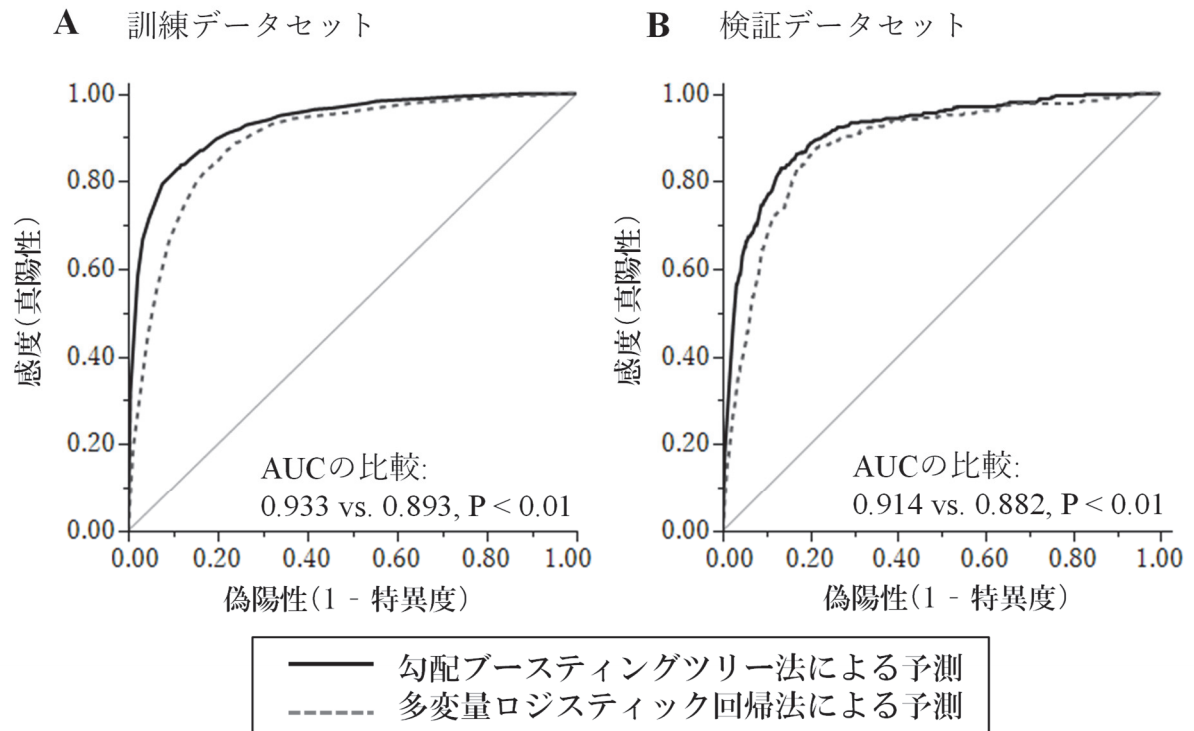 A 訓練データセット
1.00
0.80
0.60
0.40
0.20
0.00
感度(真陽性)
AUCの比較:
0.933 vs. 0.893, P < 0.01
0.00 0.20 0.40 0.60 0.80 1.00
偽陽性(1 - 特異度)
B 検証データセット
1.00
0.80
0.60
0.40
0.20
0.00
感度(真陽性)
AUCの比較:
0.914 vs. 0.882, P < 0.01
0.00 0.20 0.40 0.60 0.80 1.00
偽陽性(1 - 特異度)
勾配ブースティングツリー法による予測
多変量ロジスティック回帰法による予測